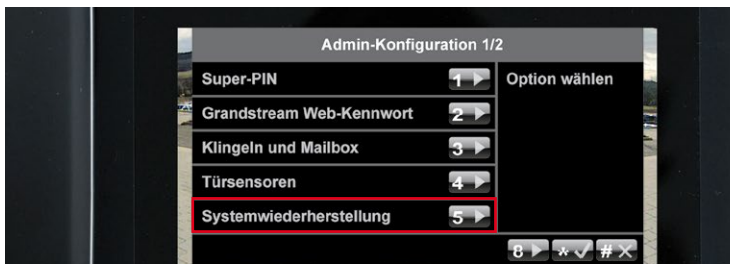 Admin-Konfiguration 1/2
Super-PIN 1
Option wählen
Grandstream Web-Kennwort 2
Klingeln und Mailbox 3
Türsensoren 4
Systemwiederherstellung 5
8 * #